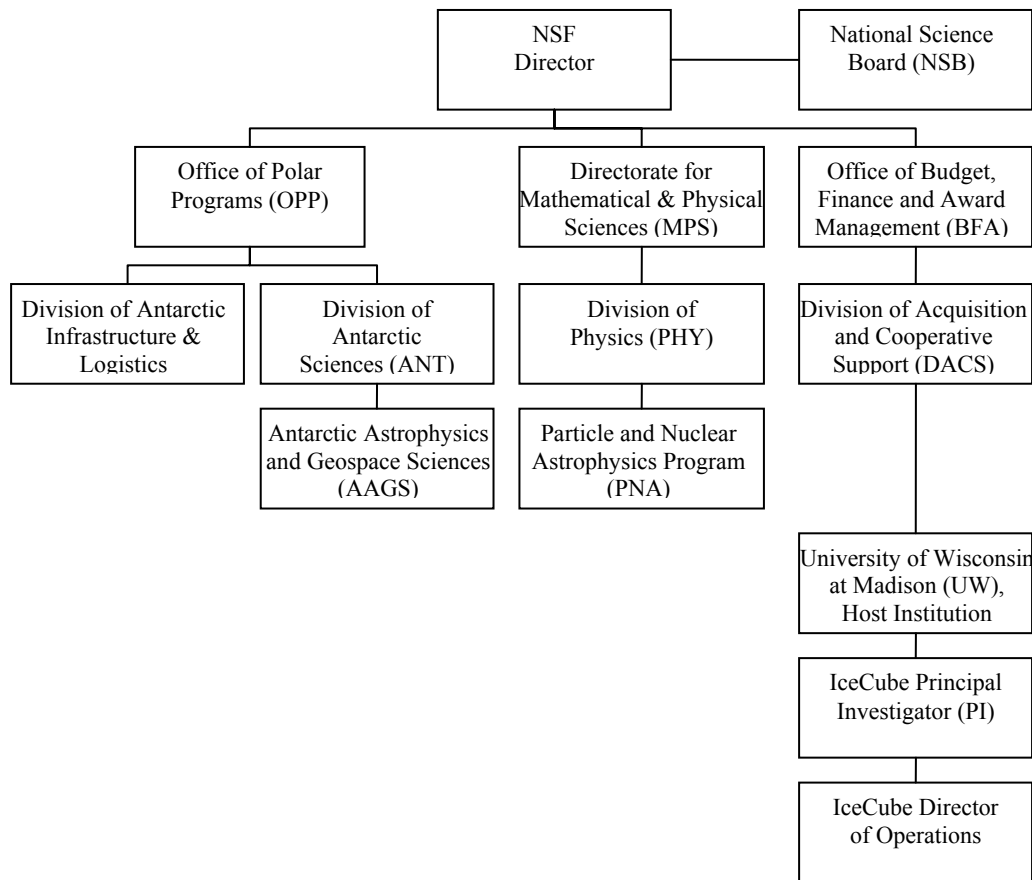 NSF
Director
National Science
Board (NSB)
Office of Polar
Programs (OPP)
Directorate for
Mathematical & Physical
Sciences (MPS)
Office of Budget,
Finance and Award
Management (BFA)
Division of Antarctic
Infrastructure &
Logistics
Division of
Antarctic
Sciences (ANT)
Division of
Physics (PHY)
Division of Acquisition
and Cooperative
Support (DACS)
Antarctic Astrophysics
and Geospace Sciences
(AAGS)
Particle and Nuclear
Astrophysics Program
(PNA)
University of Wisconsin
at Madison (UW),
Host Institution
IceCube Principal
Investigator (PI)
IceCube Director
of Operations